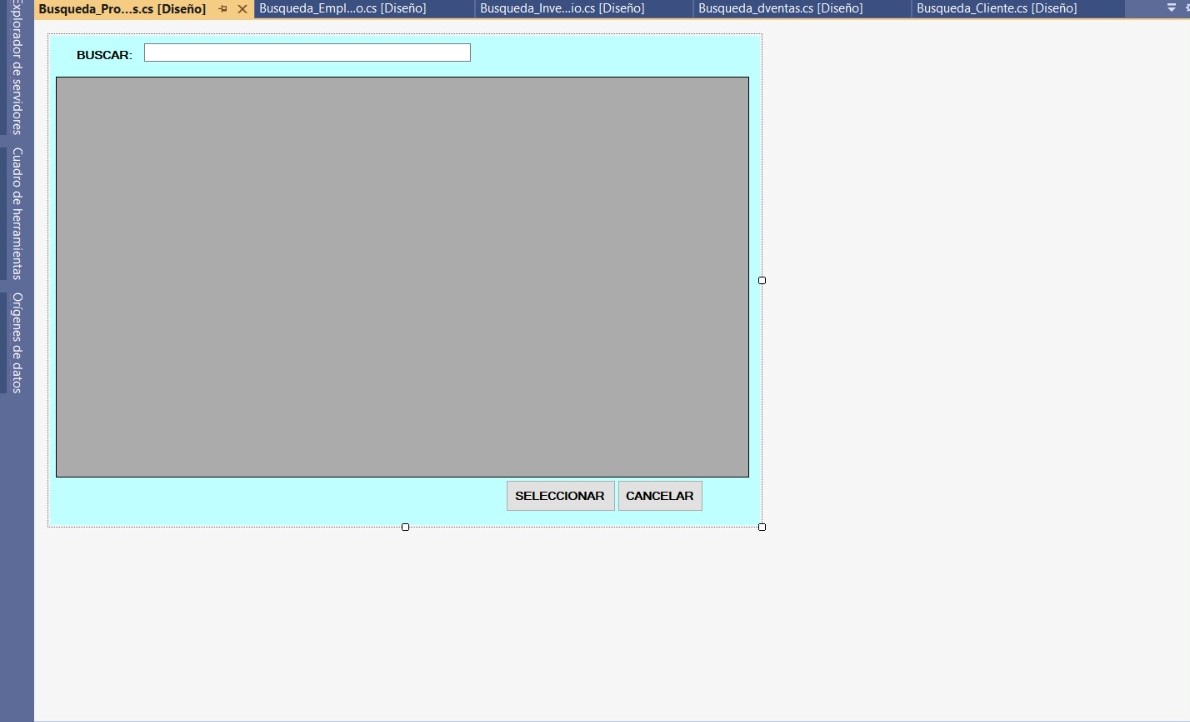 Busqueda_Pro...s.cs [Diseño]
Busqueda_Empl...o.cs [Diseño]
Busqueda_Inve...io.cs [Diseño]
Busqueda_dventas.cs [Diseño]
Busqueda_Cliente.cs [Diseño]
Explorador de servidores
Cuadro de herramientas
Orígenes de datos
BUSCAR:
SELECCIONAR
CANCELAR